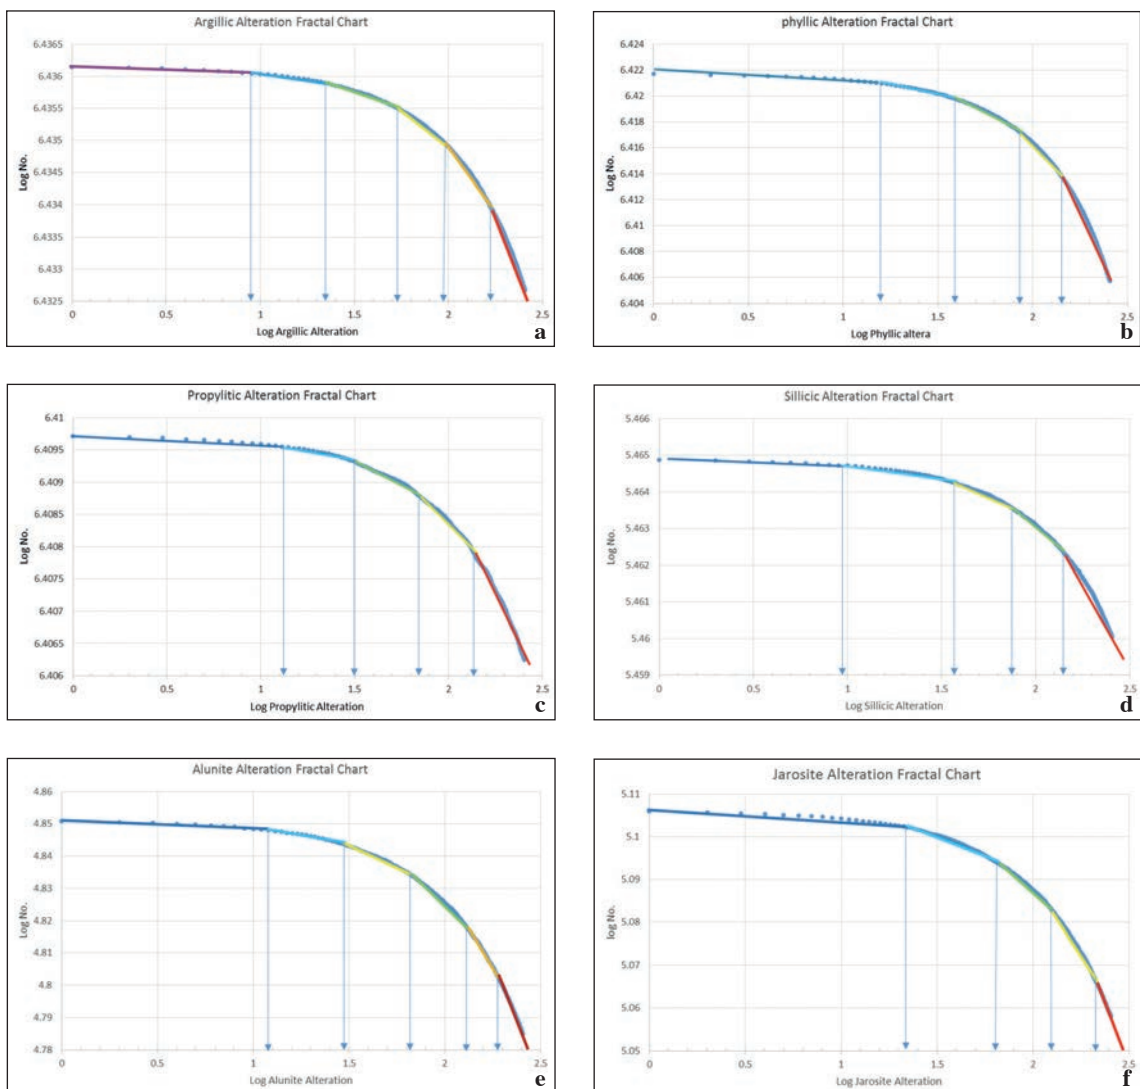 Argillic Alteration Fractal Chart
6.4365
6.436
6.4355
6.435
6.4345
6.434
6.4335
6.433
6.4325
Log No.
0 0.5 1 1.5 2 2.5
Log Argillic Alteration
a
phyllic Alteration Fractal Chart
6.424
6.422
6.42
6.418
6.416
6.414
6.412
6.41
6.408
6.406
6.404
Log No.
0 0.5 1 1.5 2 2.5
Log Phyllic altera
b
Propylitic Alteration Fractal Chart
6.41
6.4095
6.409
6.4085
6.408
6.4075
6.407
6.4065
6.406
Log No.
0 0.5 1 1.5 2 2.5
Log Propylitic Alteration
c
Sillicic Alteration Fractal Chart
5.466
5.465
5.464
5.463
5.462
5.461
5.46
5.459
Log No.
0 0.5 1 1.5 2 2.5
Log Sillicic Alteration
d
Alunite Alteration Fractal Chart
4.86
4.85
4.84
4.83
4.82
4.81
4.8
4.79
4.78
Log No.
0 0.5 1 1.5 2 2.5
Log Alunite Alteration
e
Jarosite Alteration Fractal Chart
5.11
5.1
5.09
5.08
5.07
5.06
5.05
log No.
0 0.5 1 1.5 2 2.5
Log Jarosite Alteration
f